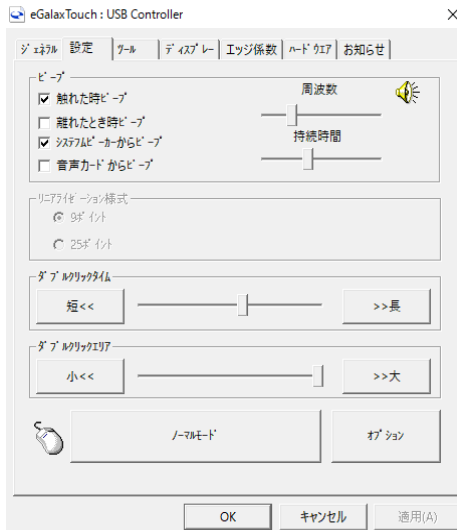 eGalaxTouch : USB Controller
ｼﾞｪﾈﾗﾙ 設定 ﾂｰﾙ ﾃﾞｨｽﾌﾟﾚｰ エッジ係数 ﾊｰﾄﾞｳｴｱ お知らせ
ﾋﾞｰﾌﾟ
触れた時ﾋﾞｰﾌﾟ
離れたとき時ﾋﾞｰﾌﾟ
ｼｽﾃﾌｽﾑﾋﾟｰｶｰからﾋﾞｰﾌﾟ
音声カードからﾋﾞｰﾌﾟ
周波数
持続時間
ﾘﾆｱﾗｲｾﾞｰｼｮﾝ様式
9ﾎﾟｲﾝﾄ
25ﾎﾟｲﾝﾄ
ﾀﾞﾌﾞﾙｸﾘｯｸﾀｲﾑ
短<< >>長
ﾀﾞﾌﾞﾙｸﾘｯｸｴﾘｱ
小<< >>大
ﾉｰﾏﾙﾓｰﾄﾞ ｵﾌﾟｼｮﾝ
OK キャンセル 適用(A)